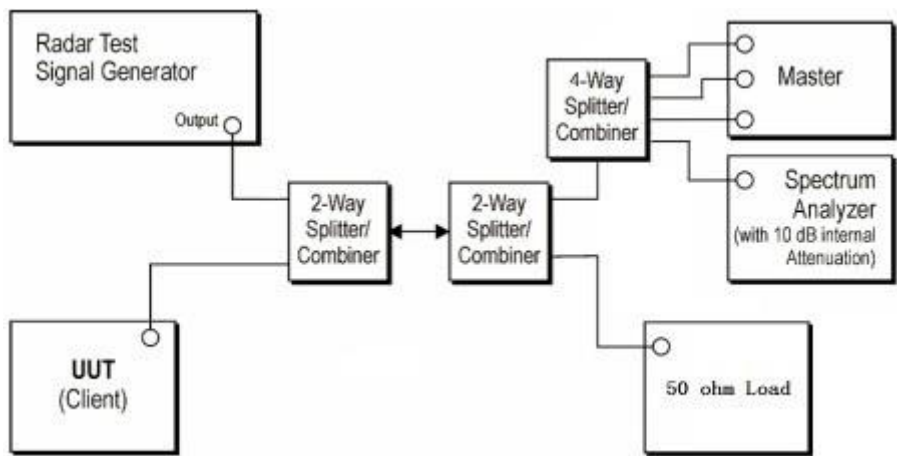 Radar Test
Signal Generator
Output
4-Way
Splitter/
Combiner
Master
2-Way
Splitter/
Combiner
2-Way
Splitter/
Combiner
Spectrum
Analyzer
(with 10 dB internal
Attenuation)
UUT
(Client)
50 ohm Load